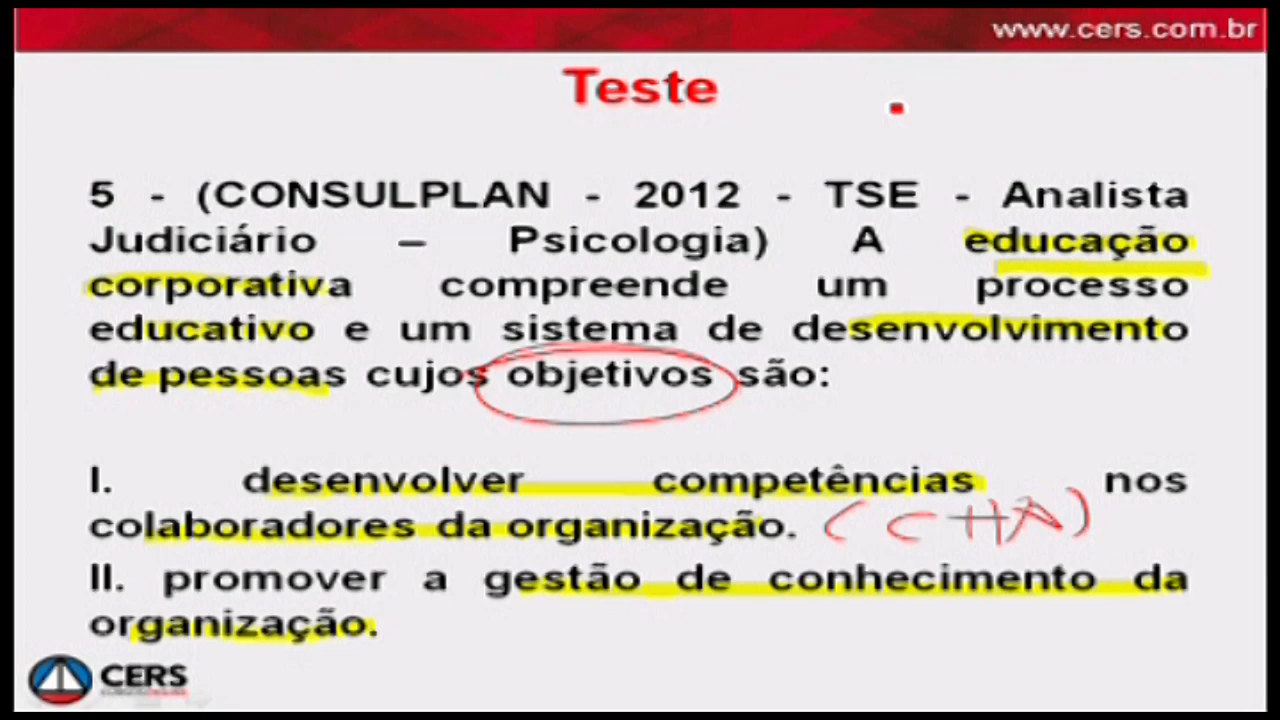 www.cers.com.br
Teste
5 - (CONSULPLAN - 2012 - TSE - Analista
Judiciário – Psicologia) A educação
corporativa compreende um processo
educativo e um sistema de desenvolvimento
de pessoas cujos objetivos são:
I. desenvolver competências nos
colaboradores da organização. (CHA)
II. promover a gestão de conhecimento da
organização.
CERS